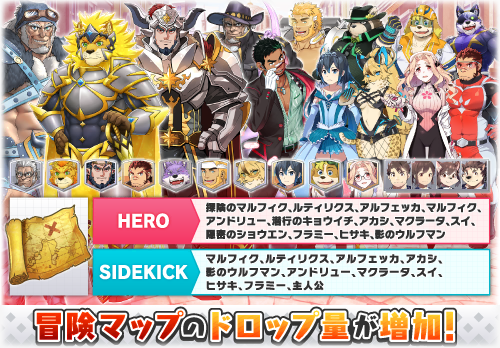 HERO
探険のマルフィク、ルティリクス、アルフェッカ、マルフィク、
アンドリュー、潜行のキョウイチ、アカシ、マクラータ、スイ、
隠密のショウエン、フラミー、ヒサキ、影のウルフマン
SIDEKICK
マルフィク、ルティリクス、アルフェッカ、アカシ、
影のウルフマン、アンドリュー、マクラータ、スイ、
ヒサキ、フラミー、主人公
冒険マップのドロップ量が増加!